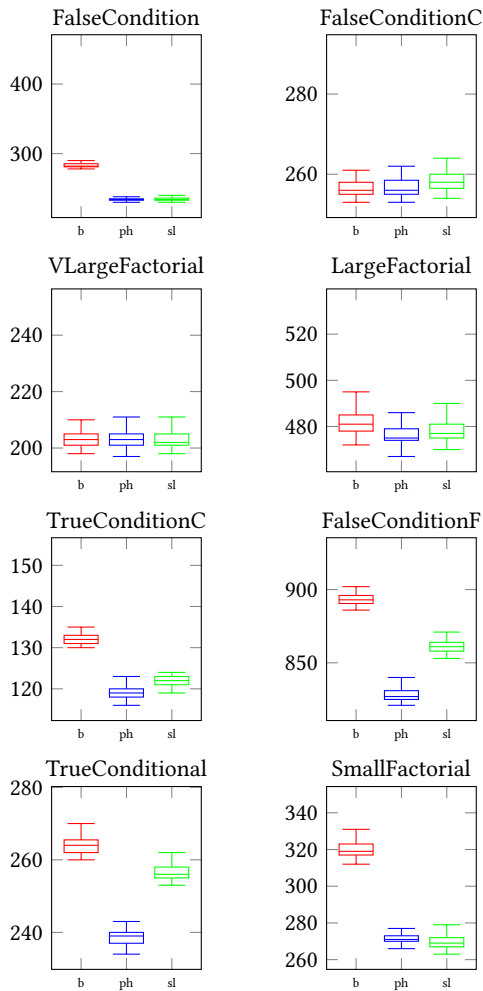 FalseCondition
400
300
b ph sl
FalseConditionC
280
260
b ph sl
VLargeFactorial
240
220
200
b ph sl
LargeFactorial
520
500
480
b ph sl
TrueConditionC
150
140
130
120
b ph sl
FalseConditionF
900
850
b ph sl
TrueConditional
280
260
240
b ph sl
SmallFactorial
340
320
300
280
260
b ph sl